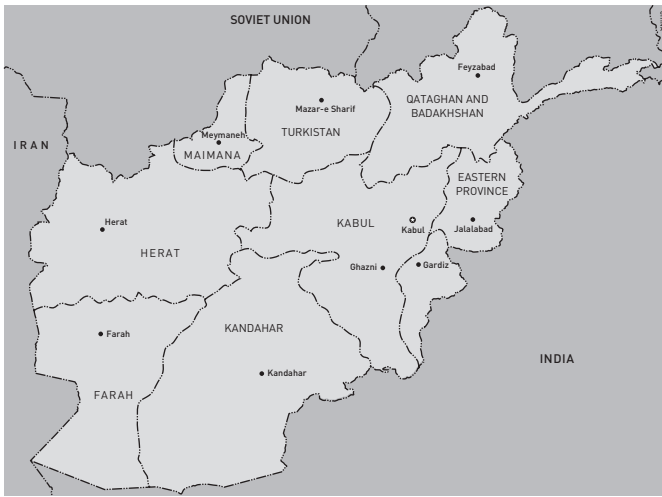 SOVIET UNION
Feyzabad
Mazar-e Sharif
QATAGHAN AND
BADAKHSHAN
TURKISTAN
Meymaneh
IRAN
MAIMANA
EASTERN
PROVINCE
Herat
KABUL
Kabul
Jalalabad
HERAT
Ghazni
Gardiz
KANDAHAR
Farah
INDIA
Kandahar
FARAH